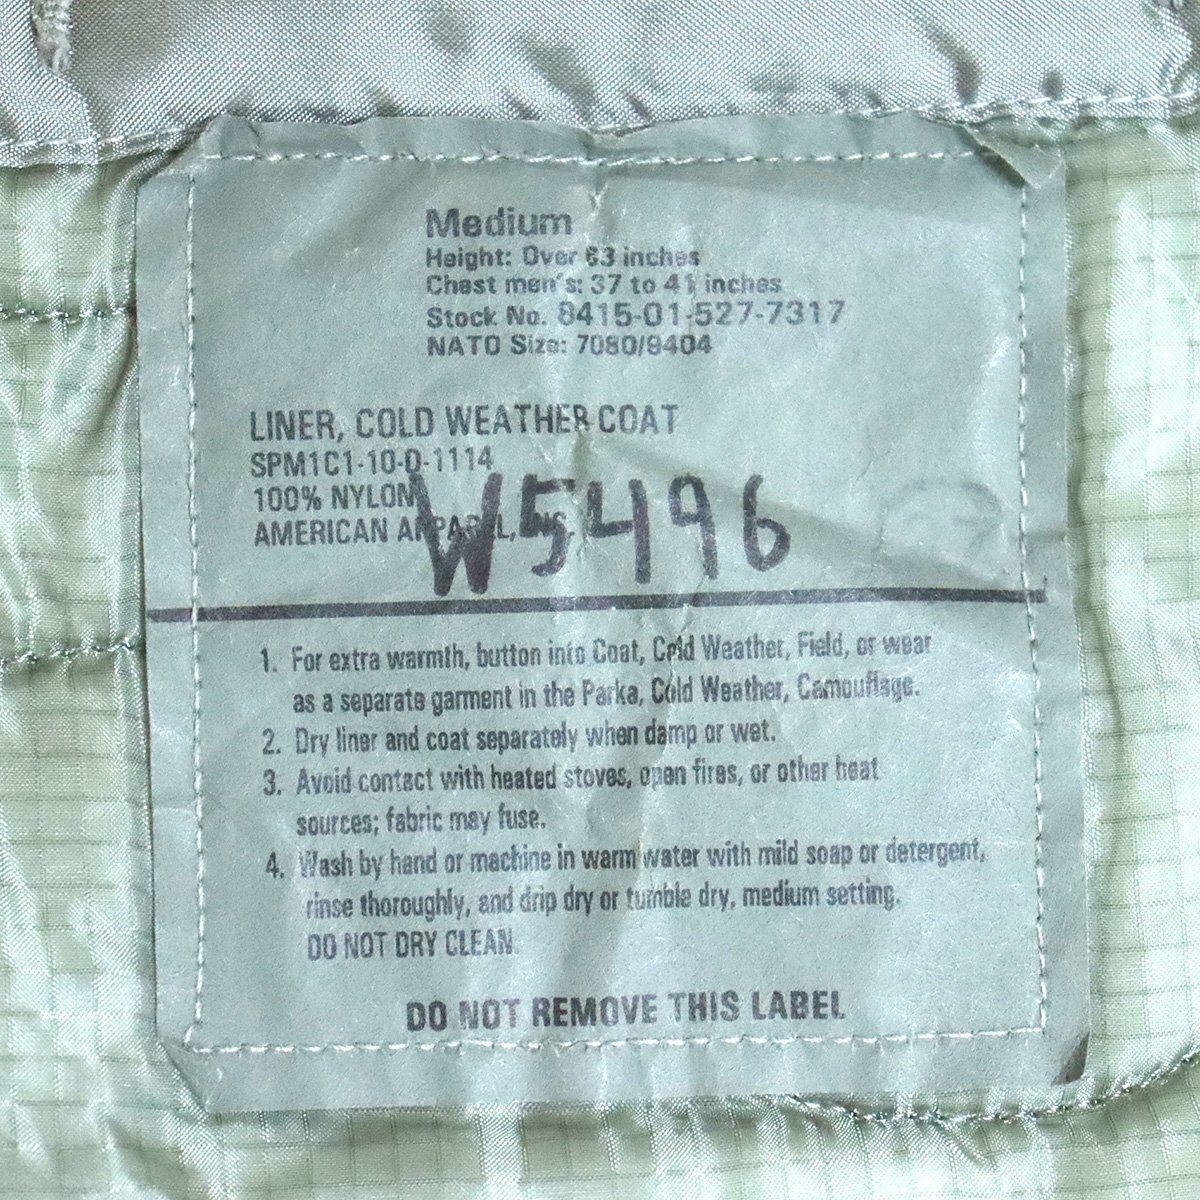 Medium
Height: Over 63 inches
Chest men's: 37 to 41 inches
Stock No. 8415-01-527-7317
NATO Size: 7080/9404
LINER, COLD WEATHER COAT
SPM1C1-10-D-1114
100% NYLON
AMERICAN APPAREL, INC.
W5496
1. For extra warmth, button into Coat, Cold Weather, Field, or wear
as a separate garment in the Parka, Cold Weather, Camouflage.
2. Dry liner and coat separately when damp or wet.
3. Avoid contact with heated stoves, open fires, or other heat
sources; fabric may fuse.
4. Wash by hand or machine in warm water with mild soap or detergent,
rinse thoroughly, and drip dry or tumble dry, medium setting.
DO NOT DRY CLEAN.
DO NOT REMOVE THIS LABEL